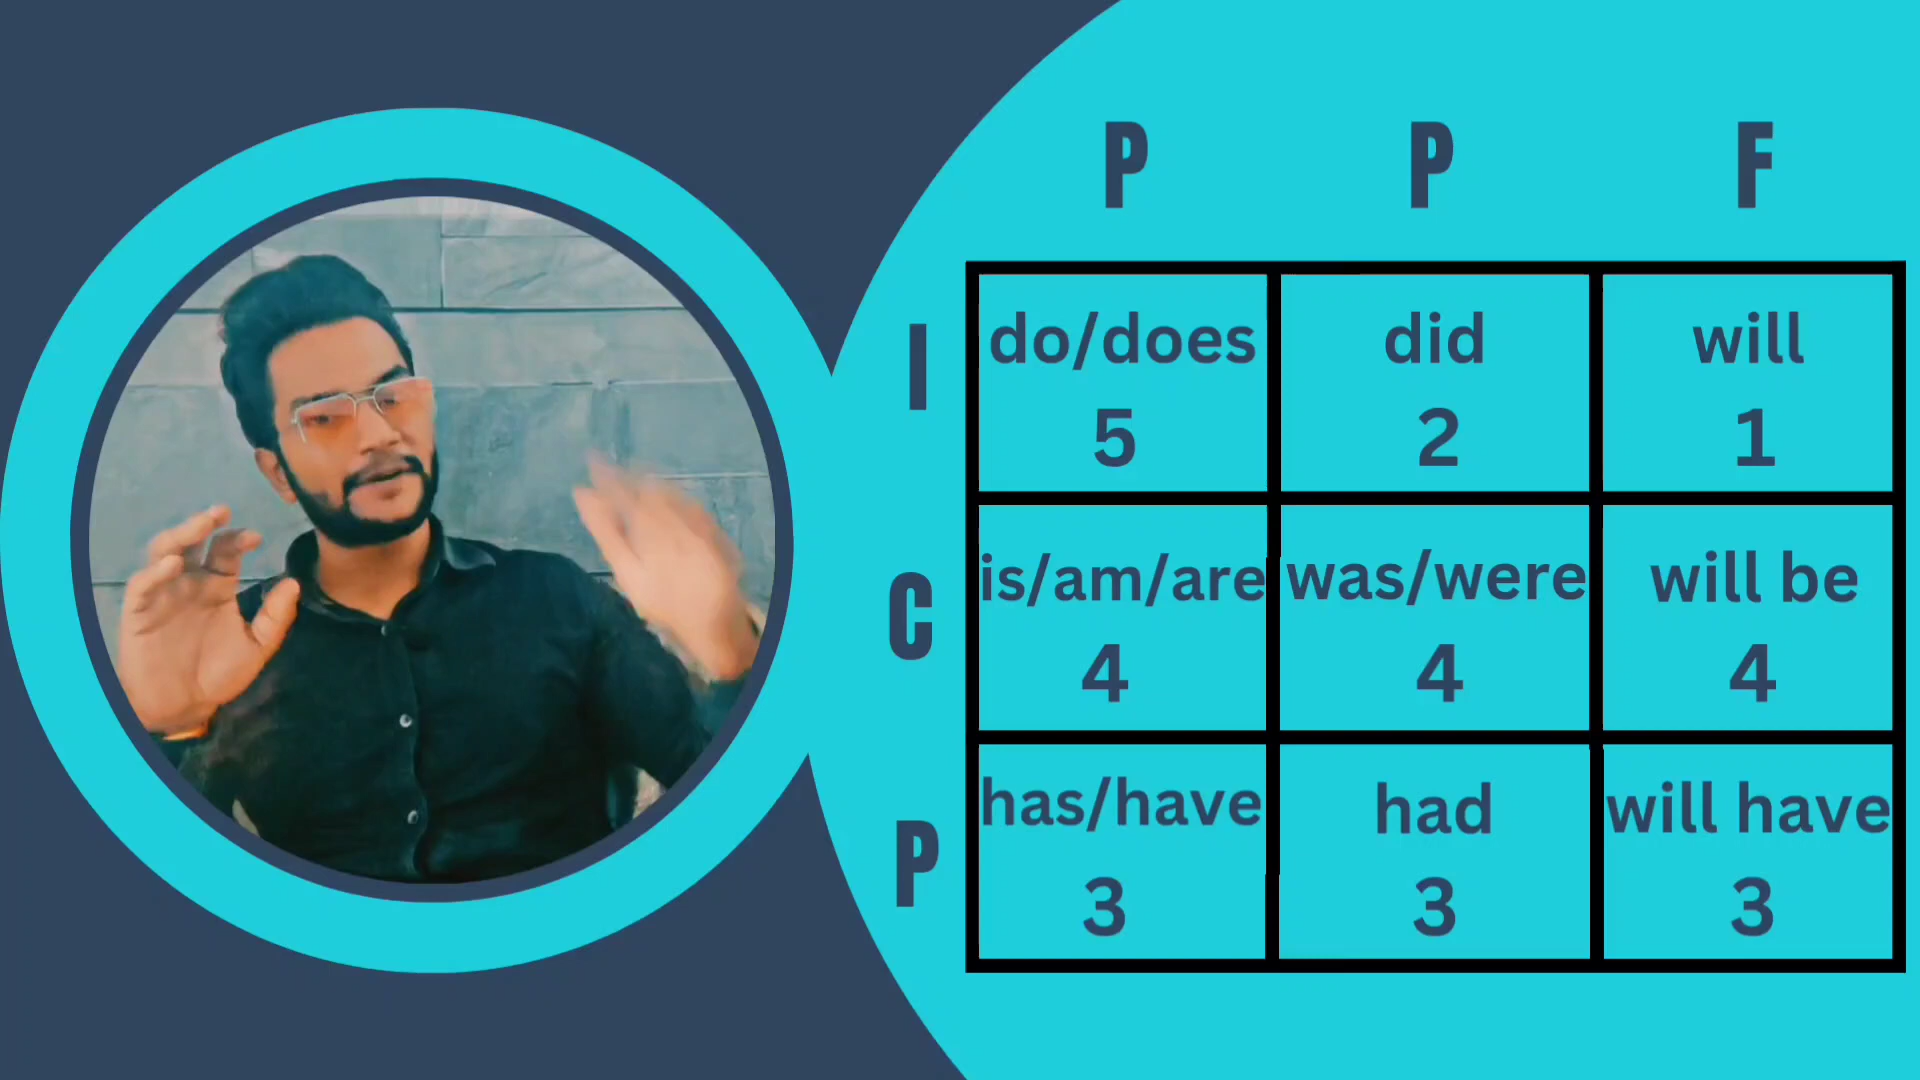 P P F
I do/does did will
5 2 1
C is/am/are was/were will be
4 4 4
P has/have had will have
3 3 3